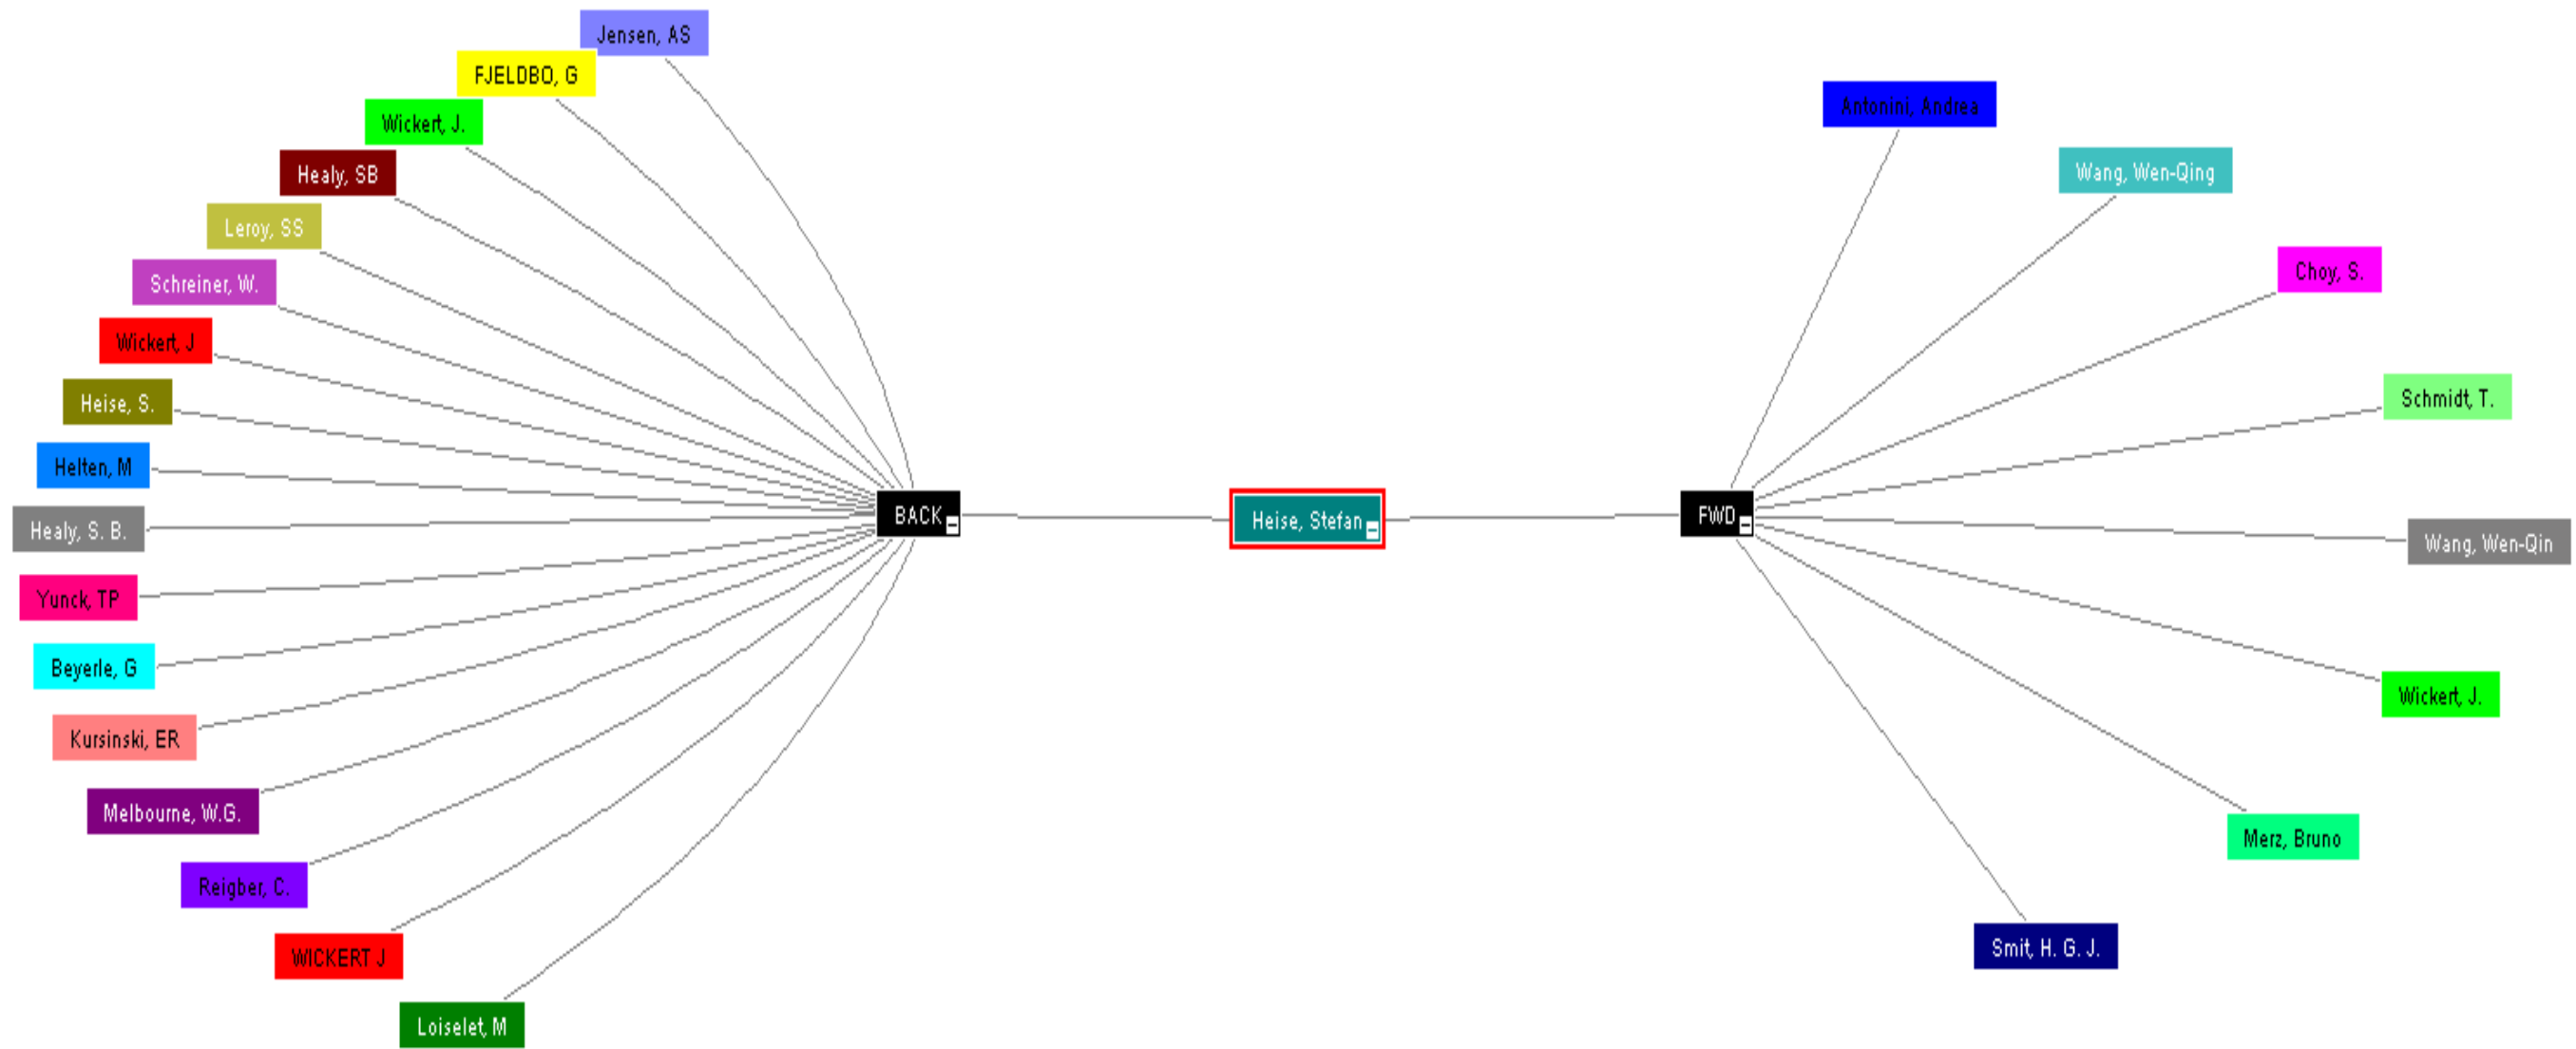 Jensen, AS
FJELDBO, G
Wickert, J.
Healy, SB
Leroy, SS
Schreiner, W.
Wickert, J
Heise, S.
Helten, M
Healy, S. B.
Yunck, TP
Beyerle, G
Kursinski, ER
Melbourne, W.G.
Reigber, C.
WICKERT J
Loiselet, M
BACK
Heise, Stefan
FWD
Antonini, Andrea
Wang, Wen-Qing
Choy, S.
Schmidt, T.
Wang, Wen-Qin
Wickert, J.
Merz, Bruno
Smit, H. G. J.